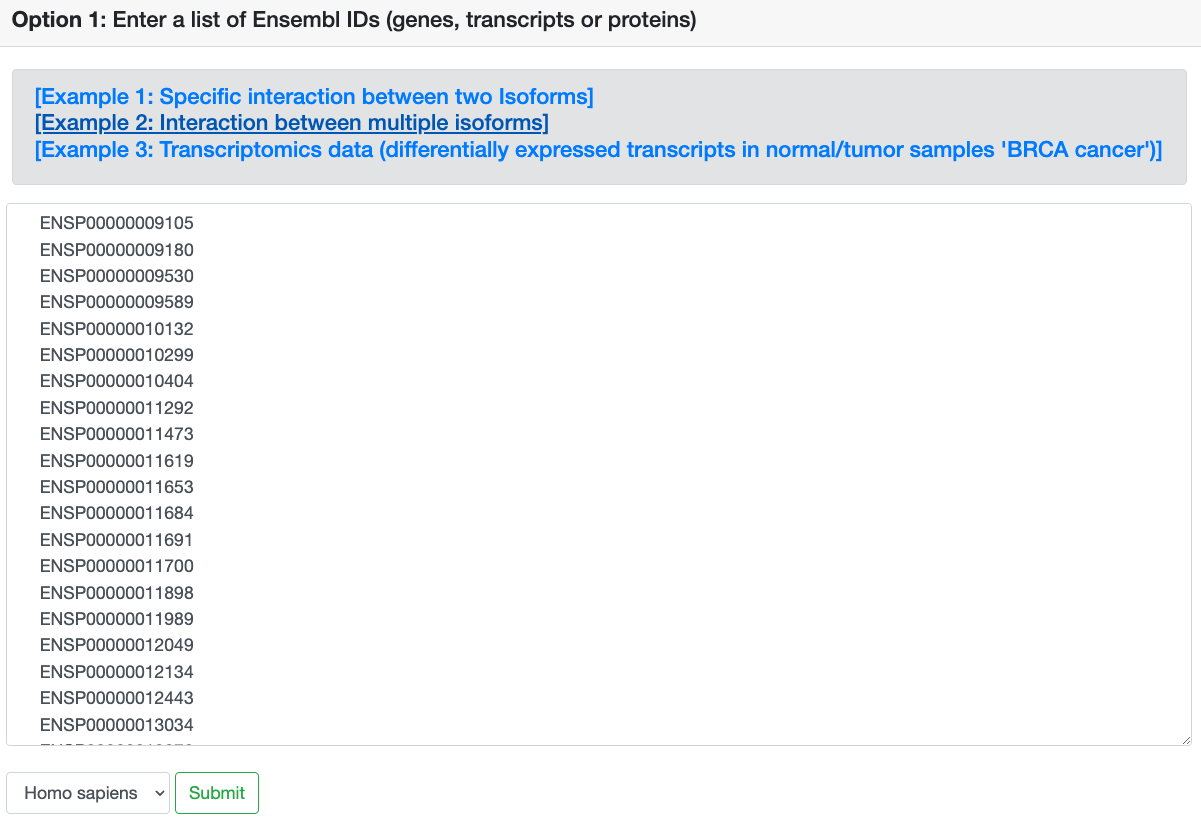 Option 1: Enter a list of Ensembl IDs (genes, transcripts or proteins)
[Example 1: Specific interaction between two Isoforms]
[Example 2: Interaction between multiple isoforms]
[Example 3: Transcriptomics data (differentially expressed transcripts in normal/tumor samples 'BRCA cancer')]
ENSP00000009105
ENSP00000009180
ENSP00000009530
ENSP00000009589
ENSP00000010132
ENSP00000010299
ENSP00000010404
ENSP00000011292
ENSP00000011473
ENSP00000011619
ENSP00000011653
ENSP00000011684
ENSP00000011691
ENSP00000011700
ENSP00000011898
ENSP00000011989
ENSP00000012049
ENSP00000012134
ENSP00000012443
ENSP00000013034
Homo sapiens
Submit